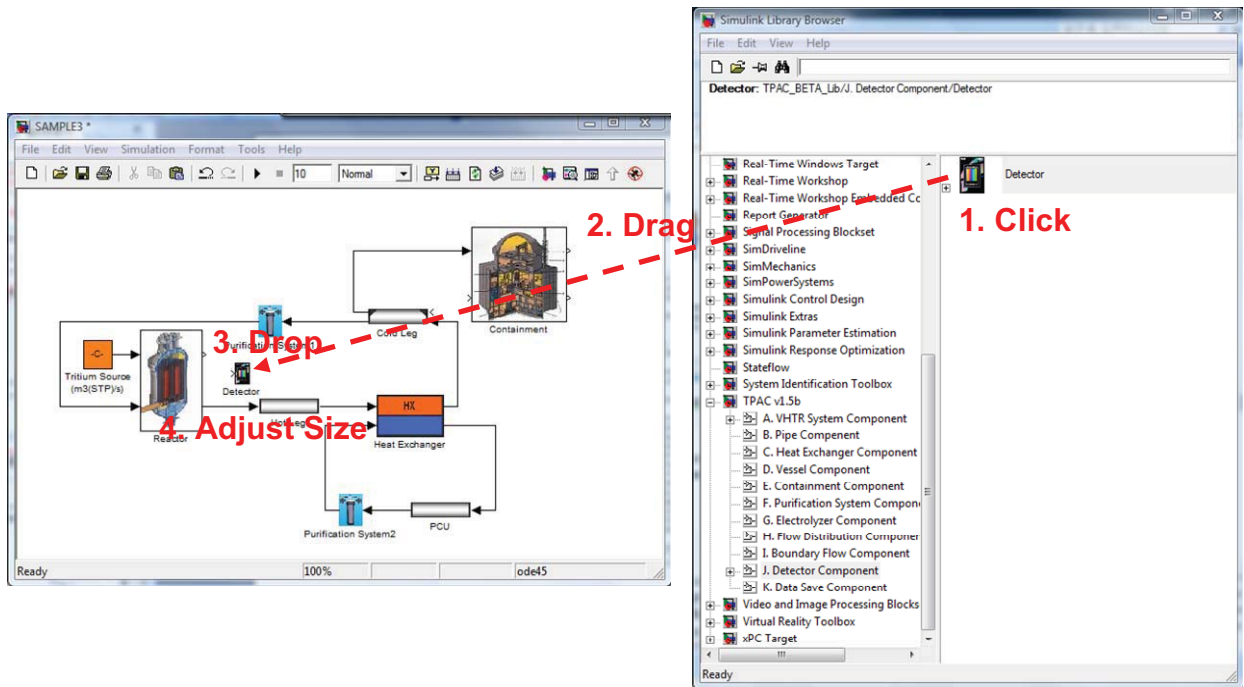 SAMPLE3 *
File Edit View Simulation Format Tools Help
10 Normal
2. Drag
Containment
Cold Leg
3. Drop
Purification System1
-C-
Tritium Source
(m3(STP)/s)
Detector
HX
4. Adjust Size
Hot Leg
Reactor
Heat Exchanger
Purification System2
PCU
Ready 100% ode45
Simulink Library Browser
File Edit View Help
Detector: TPAC_BETA_Lib/J. Detector Component/Detector
Real-Time Windows Target
Real-Time Workshop
Real-Time Workshop Embedded Co
Report Generator
Signal Processing Blockset
SimDriveline
SimMechanics
SimPowerSystems
Simulink Control Design
Simulink Extras
Simulink Parameter Estimation
Simulink Response Optimization
Stateflow
System Identification Toolbox
TPAC v1.5b
A. VHTR System Component
B. Pipe Compenent
C. Heat Exchanger Component
D. Vessel Component
E. Containment Component
F. Purification System Compone
G. Electrolyzer Component
H. Flow Distribution Componer
I. Boundary Flow Component
J. Detector Component
K. Data Save Component
Video and Image Processing Blocks
Virtual Reality Toolbox
xPC Target
Detector
1. Click
Ready